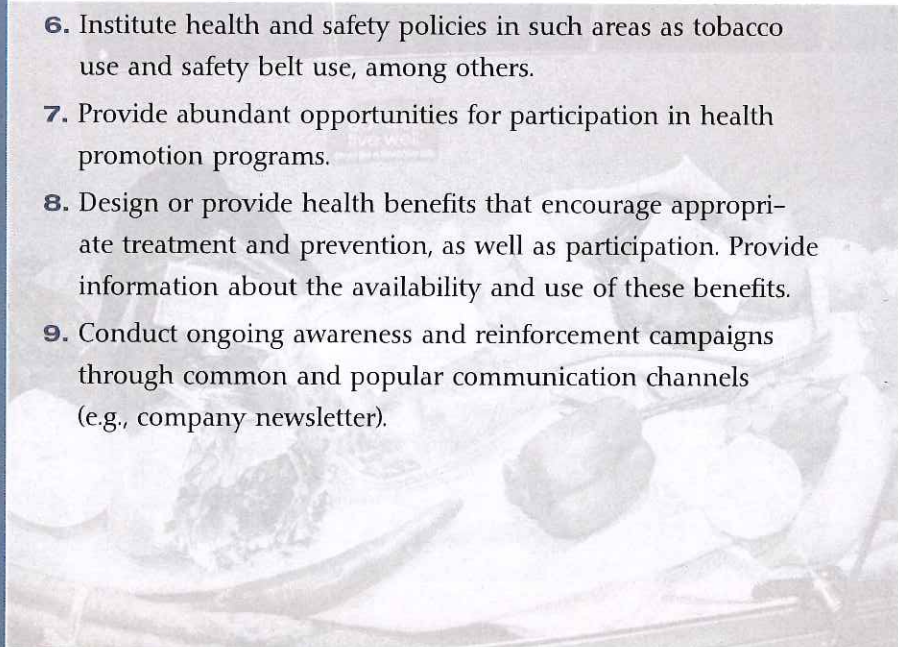 6. Institute health and safety policies in such areas as tobacco
use and safety belt use, among others.
7. Provide abundant opportunities for participation in health
promotion programs.
8. Design or provide health benefits that encourage appropri-
ate treatment and prevention, as well as participation. Provide
information about the availability and use of these benefits.
9. Conduct ongoing awareness and reinforcement campaigns
through common and popular communication channels
(e.g., company newsletter).